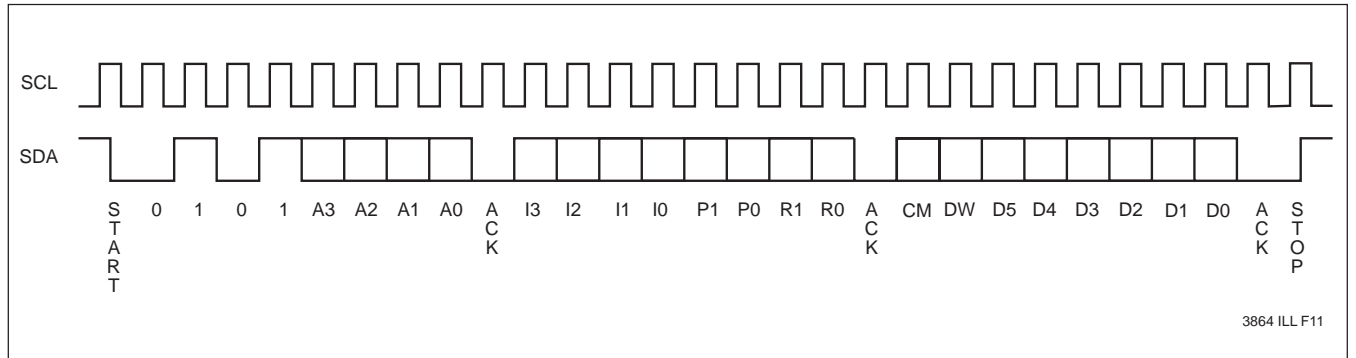 SCL
SDA
START 0 1 0 1 A3 A2 A1 A0 ACK I3 I2 I1 I0 P1 P0 R1 R0 ACK CM DW D5 D4 D3 D2 D1 D0 ACK STOP
3864 ILL F11